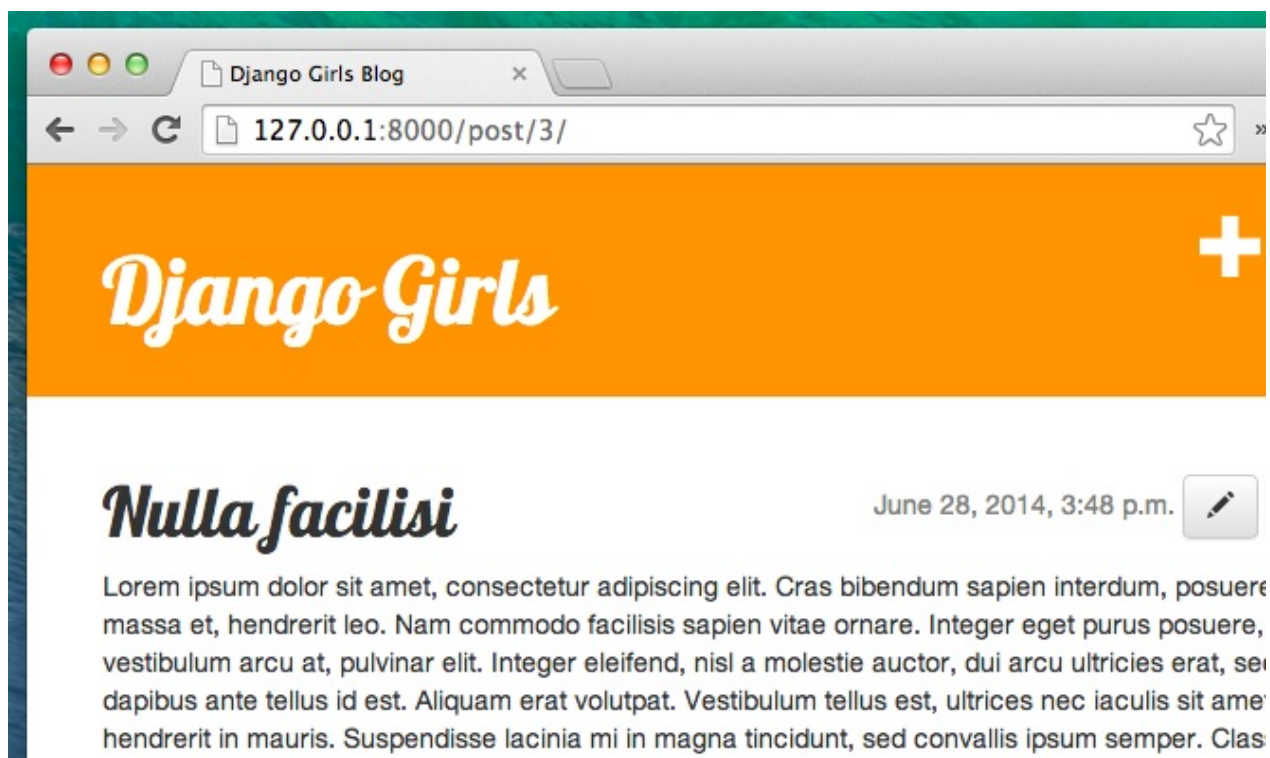 Django Girls Blog
127.0.0.1:8000/post/3/
Django Girls
Nulla facilisi
June 28, 2014, 3:48 p.m.
Lorem ipsum dolor sit amet, consectetur adipiscing elit. Cras bibendum sapien interdum, posuere
massa et, hendrerit leo. Nam commodo facilisis sapien vitae ornare. Integer eget purus posuere,
vestibulum arcu at, pulvinar elit. Integer eleifend, nisl a molestie auctor, dui arcu ultricies erat, sed
dapibus ante tellus id est. Aliquam erat volutpat. Vestibulum tellus est, ultrices nec iaculis sit amet
hendrerit in mauris. Suspendisse lacinia mi in magna tincidunt, sed convallis ipsum semper. Clas